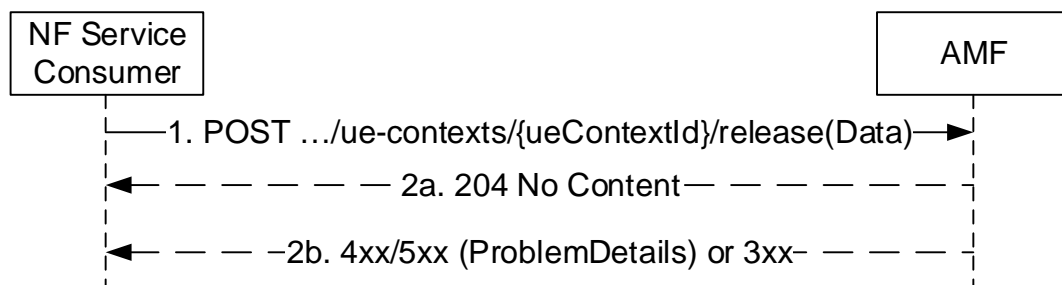 NF Service
Consumer
AMF
1. POST …/ue-contexts/{ueContextId}/release(Data)
2a. 204 No Content
2b. 4xx/5xx (ProblemDetails) or 3xx